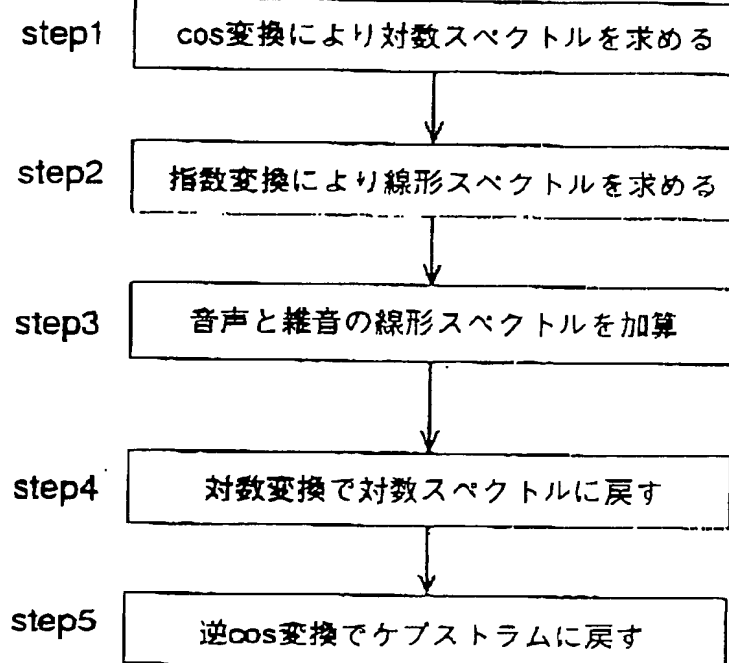 step1 cos変換により対数スペクトルを求める
step2 指数変換により線形スペクトルを求める
step3 音声と雑音の線形スペクトルを加算
step4 対数変換で対数スペクトルに戻す
step5 逆cos変換でケプストラムに戻す